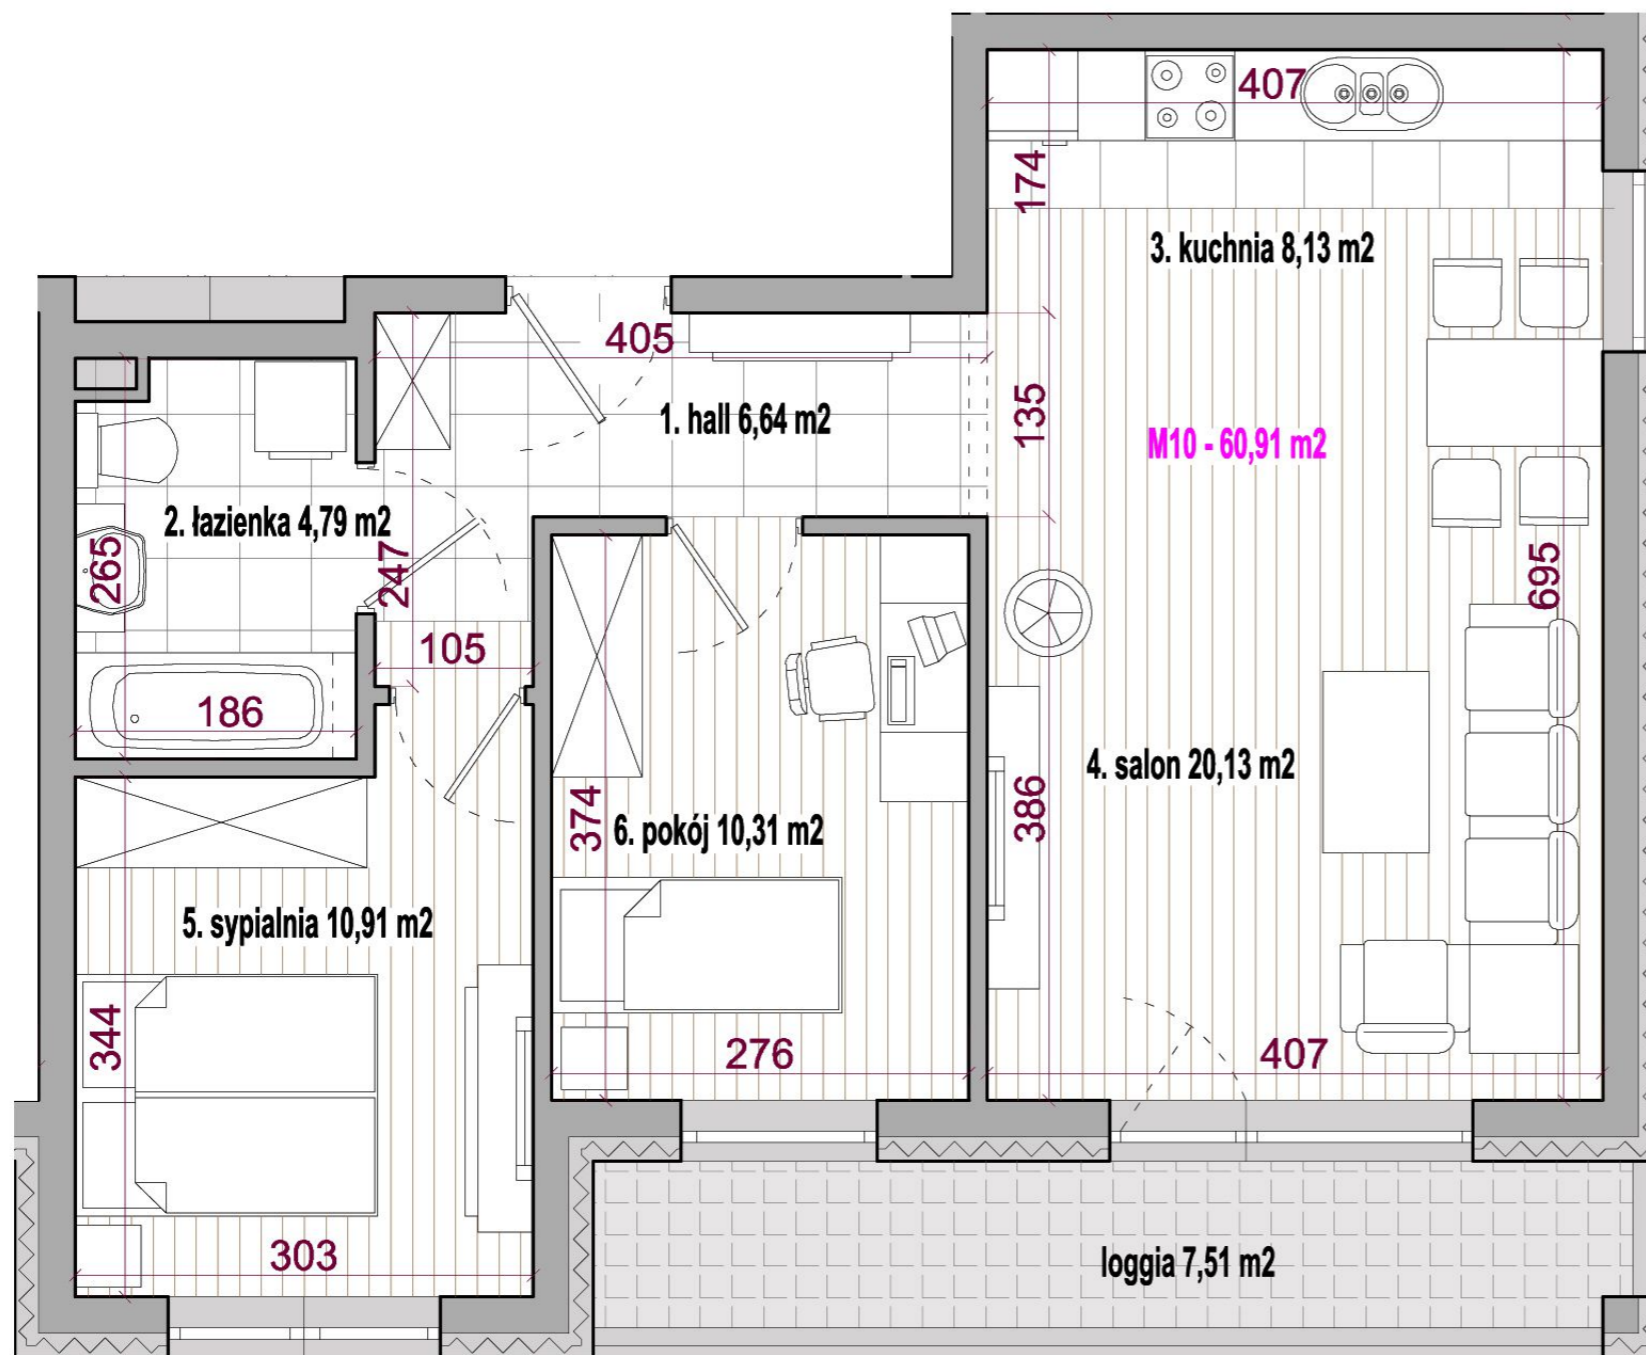 407
174
3. kuchnia 8,13 m2
405
135
1. hall 6,64 m2
M10 - 60,91 m2
2. łazienka 4,79 m2
265
247
695
105
186
4. salon 20,13 m2
386
374
6. pokój 10,31 m2
5. sypialnia 10,91 m2
344
276
407
303
loggia 7,51 m2